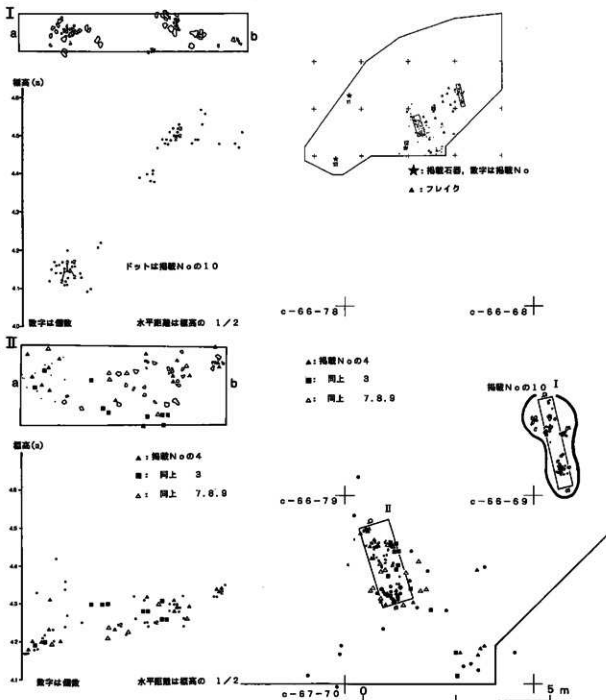 I
a
b
標高(m)
ドットは掲載Noの10
数字は個数
水平距離は標高の 1/2
★:掲載石器,数字は掲載No
▲:フレイク
c-66-78
c-66-68
II
a
b
▲:掲載Noの4
■: 同上 3
△: 同上 7.8.9
標高(m)
数字は個数
水平距離は標高の 1/2
▲:掲載Noの4
■: 同上 3
△: 同上 7.8.9
掲載Noの10 I
c-66-79
c-66-69
II
c-67-70
0
5m